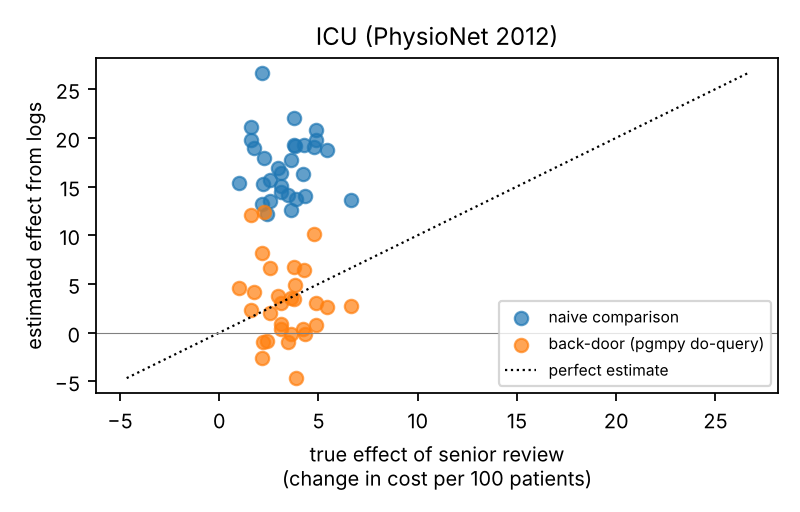 ICU (PhysioNet 2012)
estimated effect from logs
25
20
15
10
5
0
−5
naive comparison
back-door (pgmpy do-query)
perfect estimate
−5
0
5
10
15
20
25
true effect of senior review
(change in cost per 100 patients)